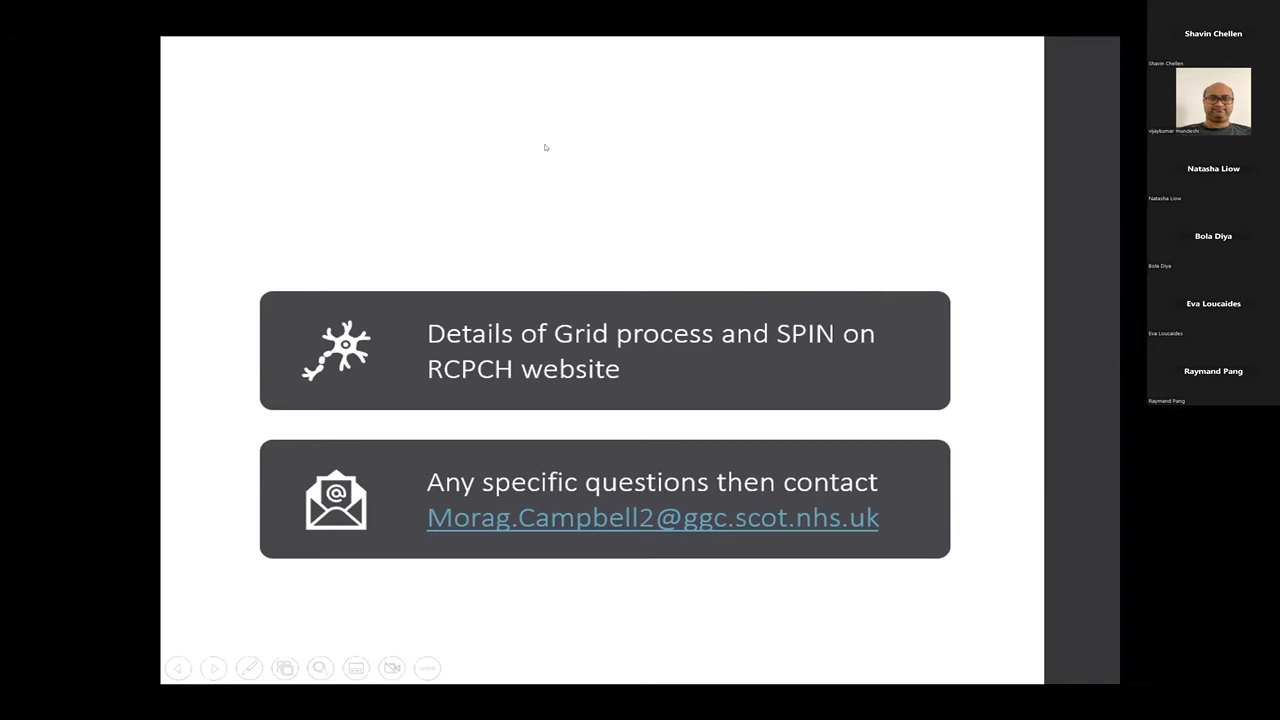 Details of Grid process and SPIN on
RCPCH website
@
Any specific questions then contact
Morag.Campbell2@ggc.scot.nhs.uk
Shavin Chellen
Shavin Chellen
vijaykumar mundeshi
Natasha Liow
Natasha Liow
Bola Diya
Bola Diya
Eva Loucaides
Eva Loucaides
Raymand Pang
Raymand Pang